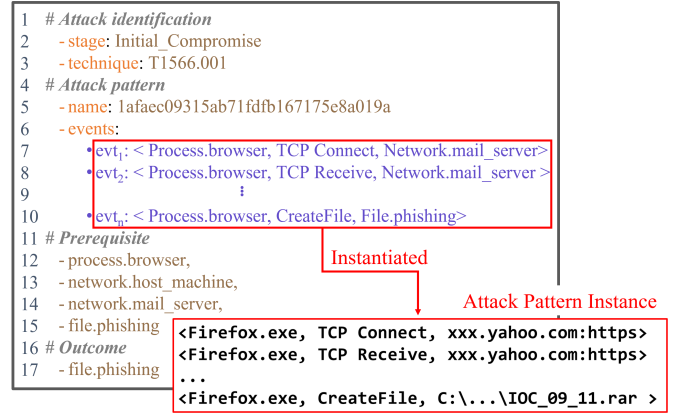 1 # Attack identification
2 - stage: Initial_Compromise
3 - technique: T1566.001
4 # Attack pattern
5 - name: 1afaec09315ab71fdfb167175e8a019a
6 - events:
7 • evt1: < Process.browser, TCP Connect, Network.mail_server>
8 • evt2: < Process.browser, TCP Receive, Network.mail_server >
9 ⋮
10 • evtn: < Process.browser, CreateFile, File.phishing>
11 # Prerequisite
12 - process.browser,
13 - network.host_machine,
14 - network.mail_server,
15 - file.phishing
16 # Outcome
17 - file.phishing
Instantiated
Attack Pattern Instance
<Firefox.exe, TCP Connect, xxx.yahoo.com:https>
<Firefox.exe, TCP Receive, xxx.yahoo.com:https>
...
<Firefox.exe, CreateFile, C:\...\IOC_09_11.rar >